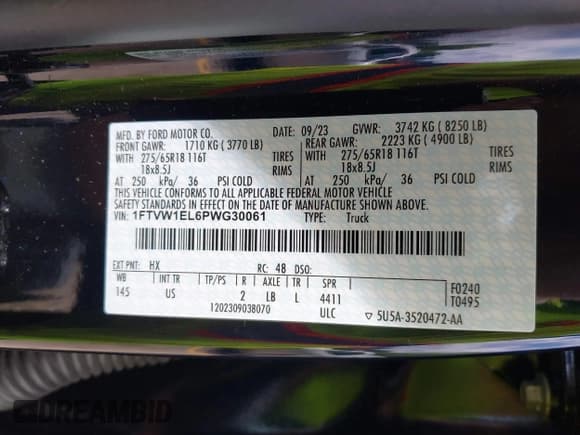 MFD. BY FORD MOTOR CO. DATE: 09/23 GVWR: 3742 KG ( 8250 LB)
FRONT GAWR: 1710 KG ( 3770 LB) REAR GAWR: 2223 KG ( 4900 LB)
WITH 275/65R18 116T TIRES WITH 275/65R18 116T TIRES
18x8.5J RIMS 18x8.5J RIMS
AT 250 kPa/ 36 PSI COLD AT 250 kPa/ 36 PSI COLD
THIS VEHICLE CONFORMS TO ALL APPLICABLE FEDERAL MOTOR VEHICLE
SAFETY STANDARDS IN EFFECT ON THE DATE OF MANUFACTURE SHOWN ABOVE.
VIN: 1FTVW1EL6PWG30061 TYPE: Truck
EXT PNT: HX RC: 48 DSO:
WB INT TR TP/PS R AXLE TR SPR
145 US 2 LB L 4411
F0240
T0495
1202309038070 ULC ▽ 5U5A-3520472-AA
DREAMBID